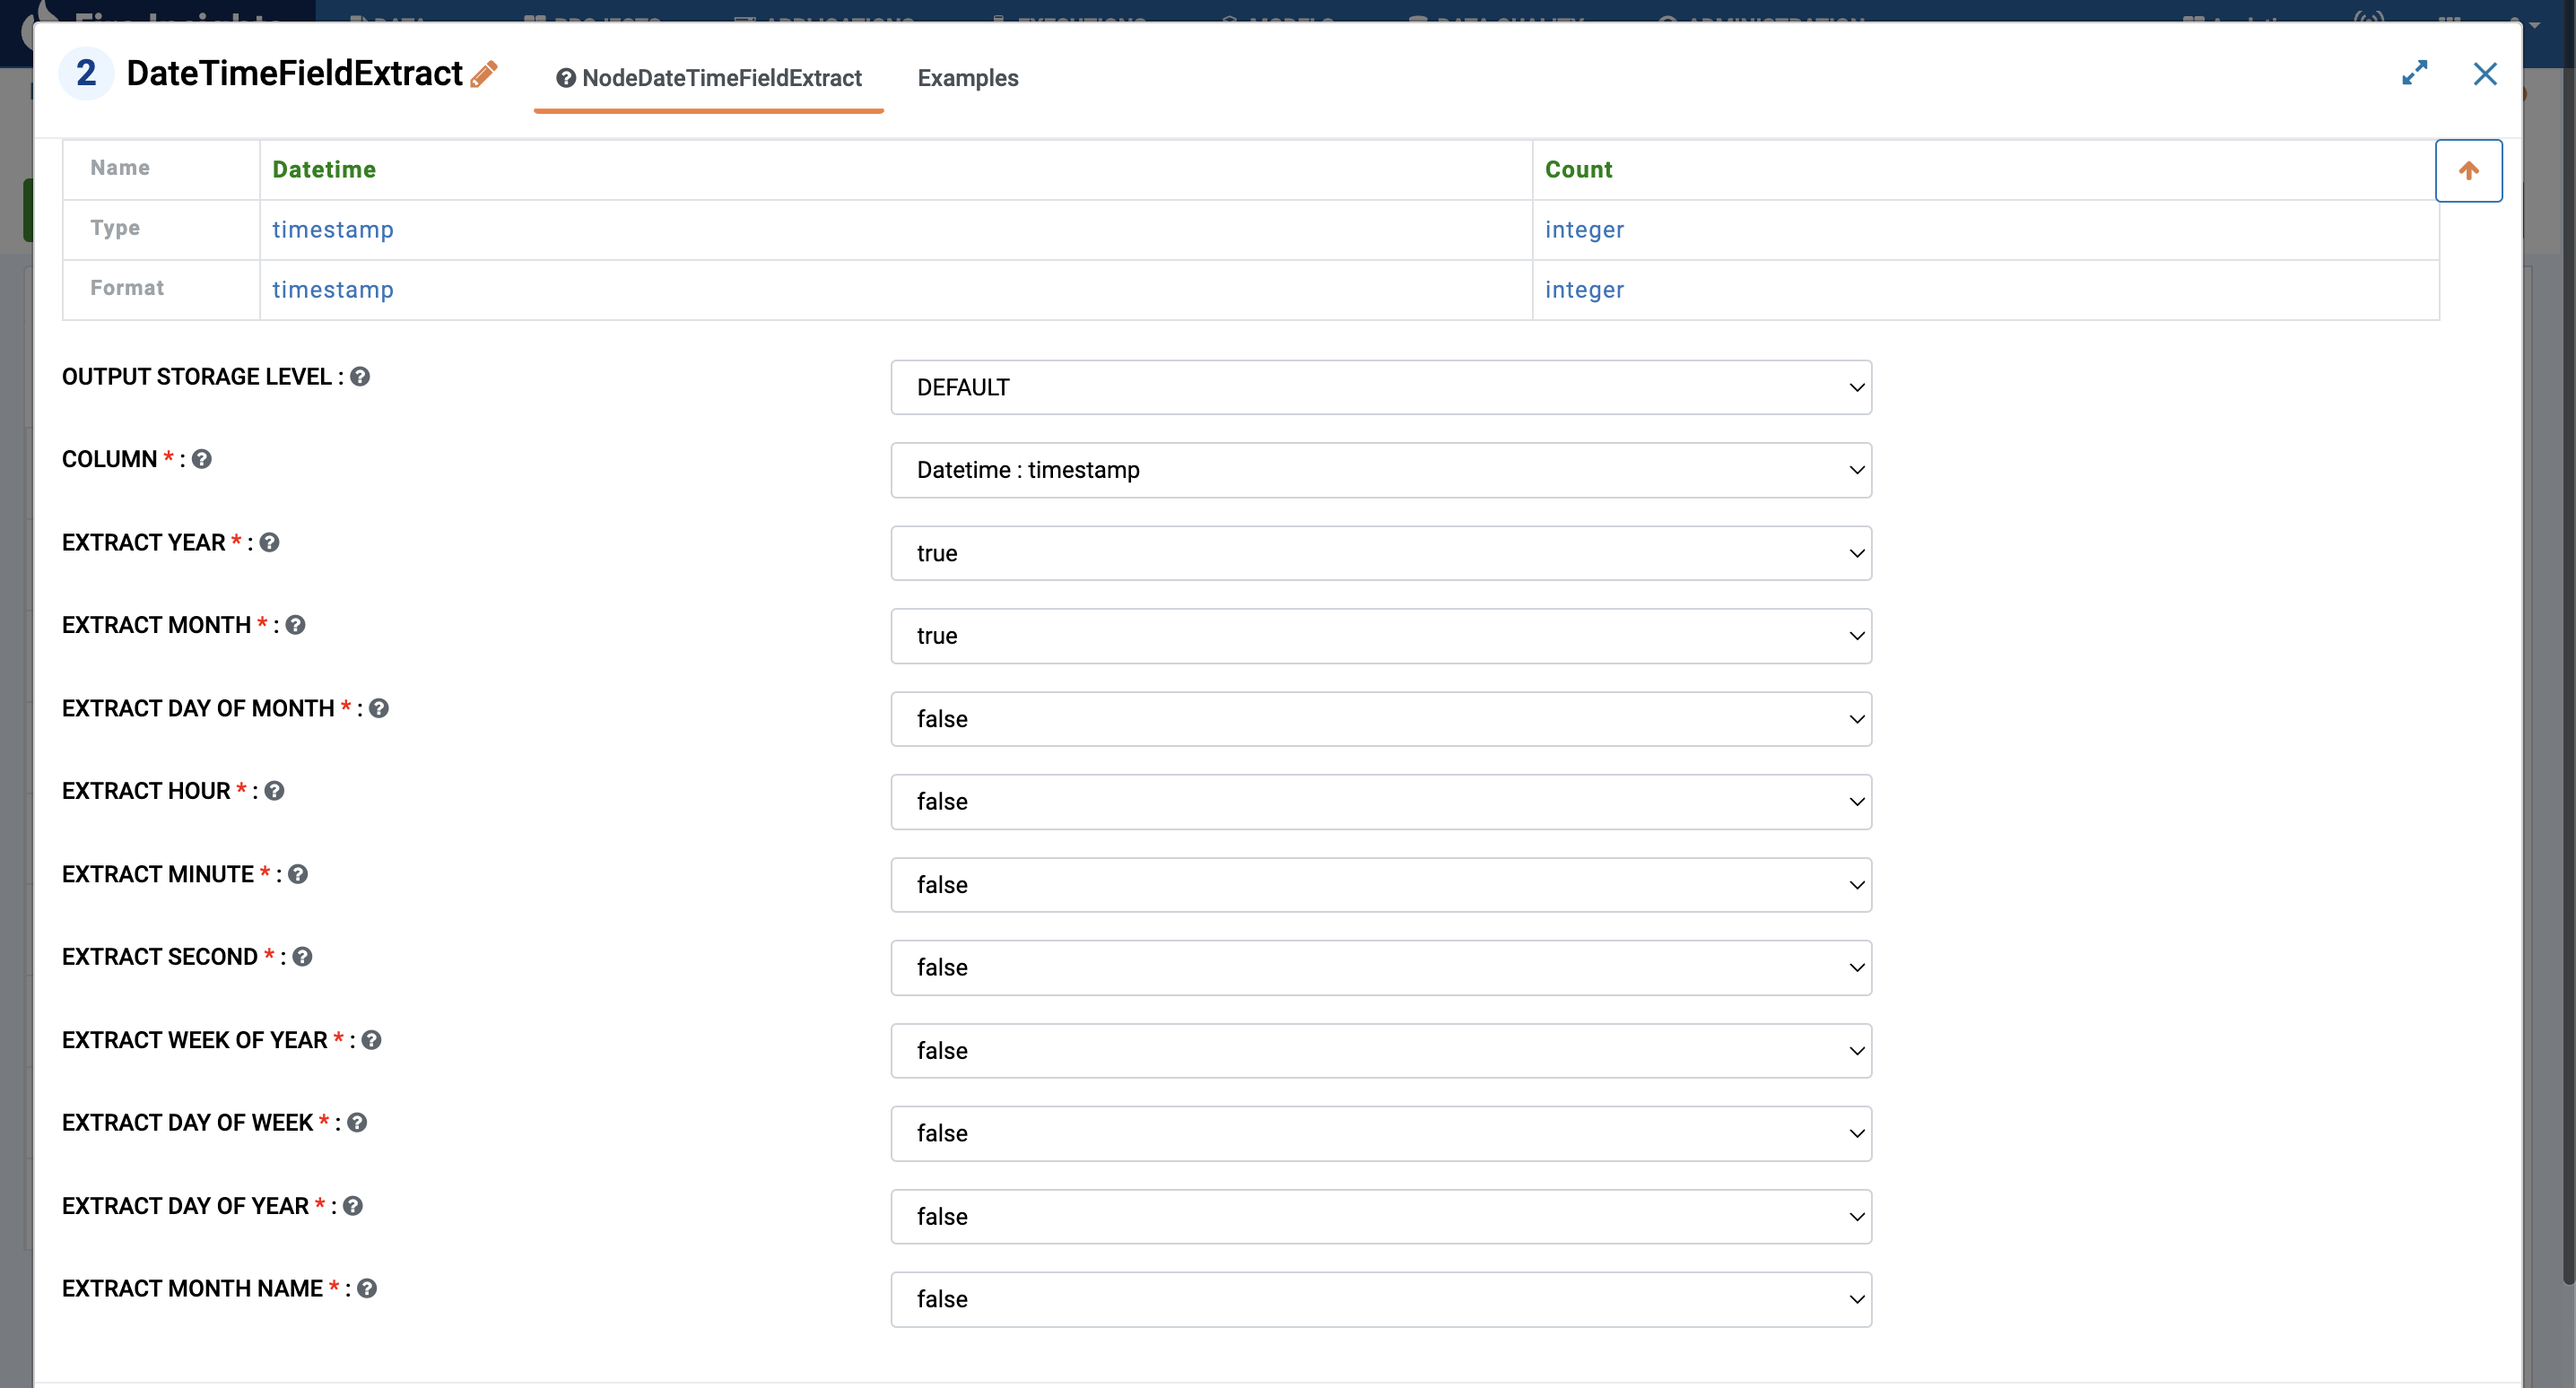 2 DateTimeFieldExtract NodeDateTimeFieldExtract Examples
Name Datetime Count
Type timestamp integer
Format timestamp integer
OUTPUT STORAGE LEVEL : DEFAULT
COLUMN * : Datetime : timestamp
EXTRACT YEAR * : true
EXTRACT MONTH * : true
EXTRACT DAY OF MONTH * : false
EXTRACT HOUR * : false
EXTRACT MINUTE * : false
EXTRACT SECOND * : false
EXTRACT WEEK OF YEAR * : false
EXTRACT DAY OF WEEK * : false
EXTRACT DAY OF YEAR * : false
EXTRACT MONTH NAME * : false